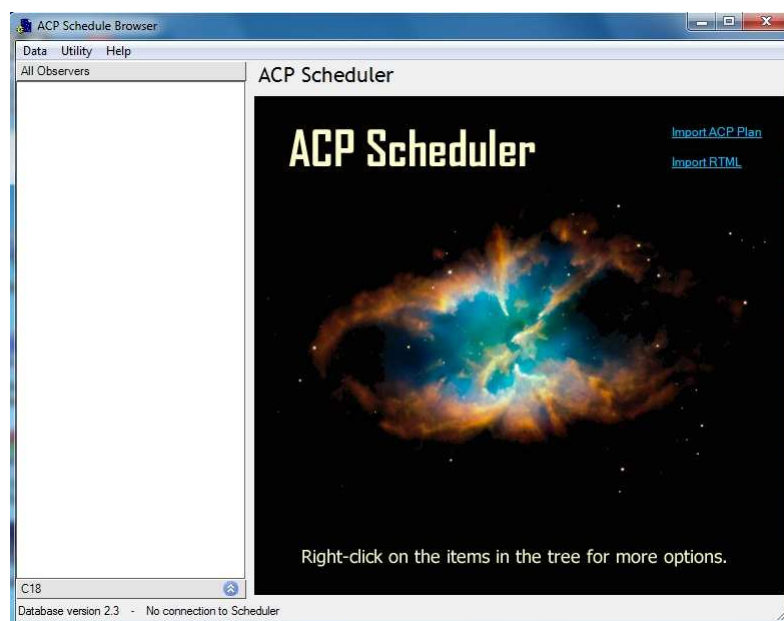 ACP Schedule Browser
Data Utility Help
All Observers
ACP Scheduler
ACP Scheduler
Import ACP Plan
Import RTML
Right-click on the items in the tree for more options.
C18
Database version 2.3 - No connection to Scheduler